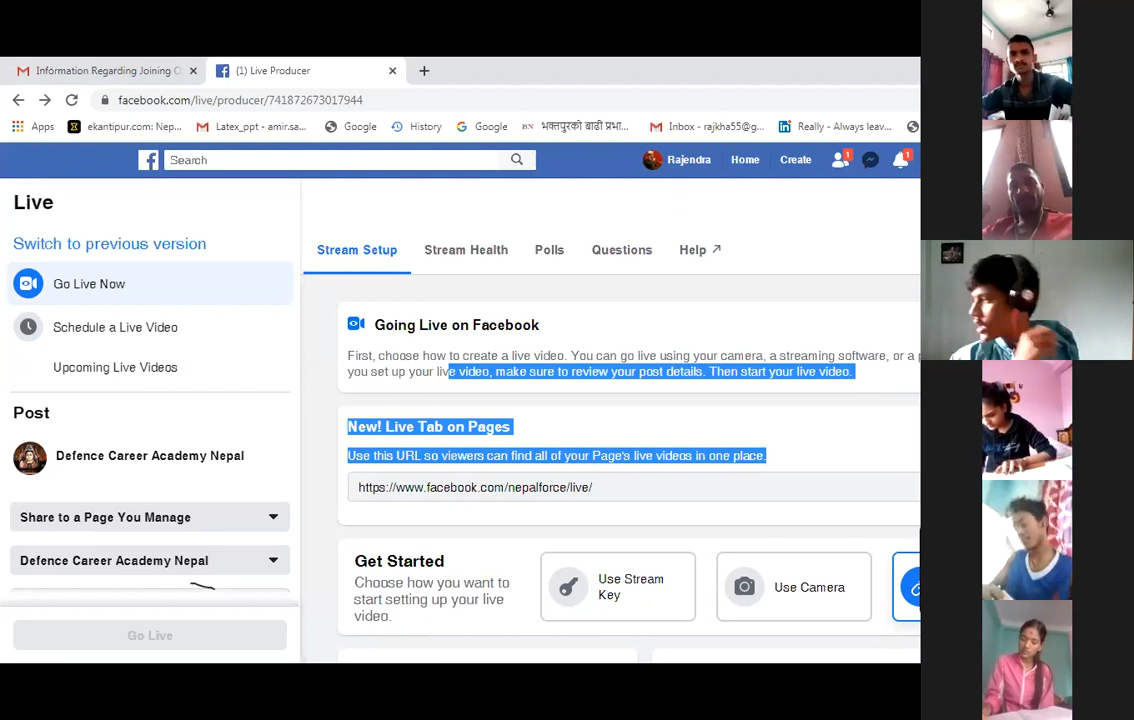 Information Regarding Joining
(1) Live Producer
facebook.com/live/producer/741872673017944
Apps ekantipur.com: Nep... Latex_ppt - amir.sa... Google History Google भक्तपुरको बाढी प्रभा... Inbox - rajkha55@g... Really - Always leav...
Search
Rajendra Home Create 1 1
Live
Switch to previous version
Go Live Now
Schedule a Live Video
Upcoming Live Videos
Post
Defence Career Academy Nepal
Share to a Page You Manage
Defence Career Academy Nepal
Go Live
Stream Setup Stream Health Polls Questions Help
Going Live on Facebook
First, choose how to create a live video. You can go live using your camera, a streaming software, or a
you set up your live video, make sure to review your post details. Then start your live video.
New! Live Tab on Pages
Use this URL so viewers can find all of your Page's live videos in one place.
https://www.facebook.com/nepalforce/live/
Get Started
Choose how you want to
start setting up your live
video.
Use Stream
Key
Use Camera